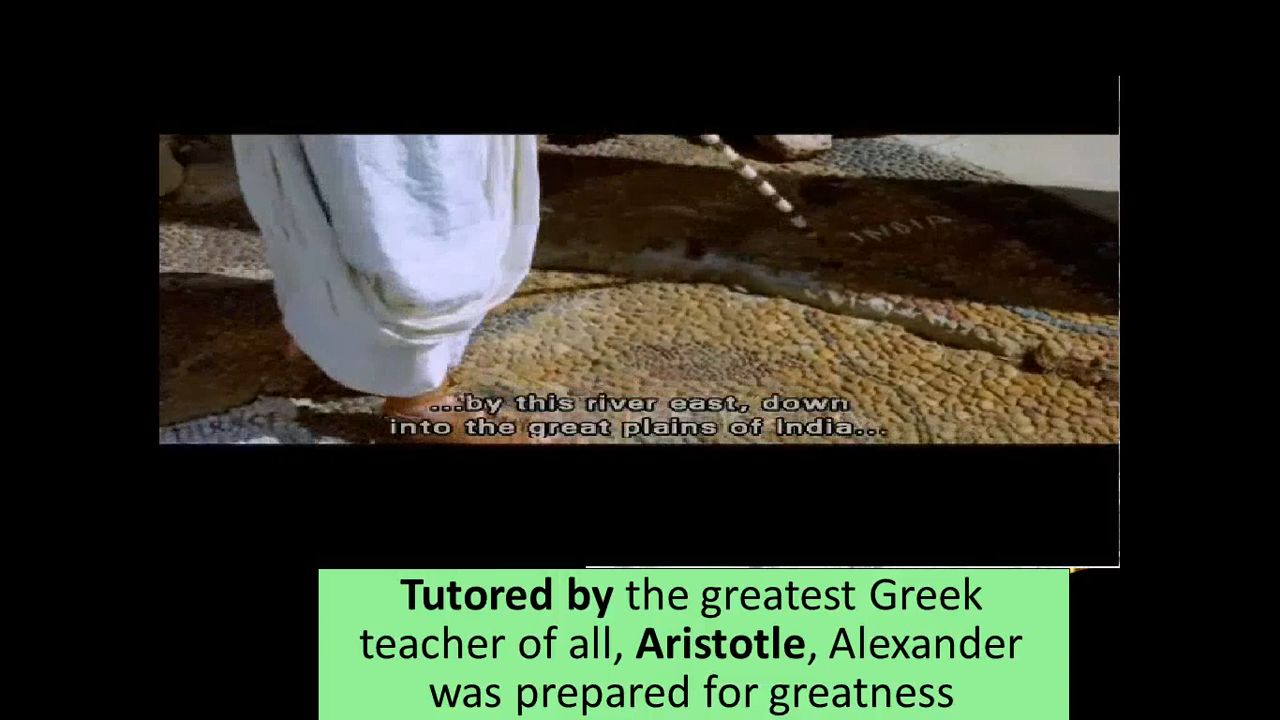 INDIA
...by this river east, down
into the great plains of India...
Tutored by the greatest Greek
teacher of all, Aristotle, Alexander
was prepared for greatness